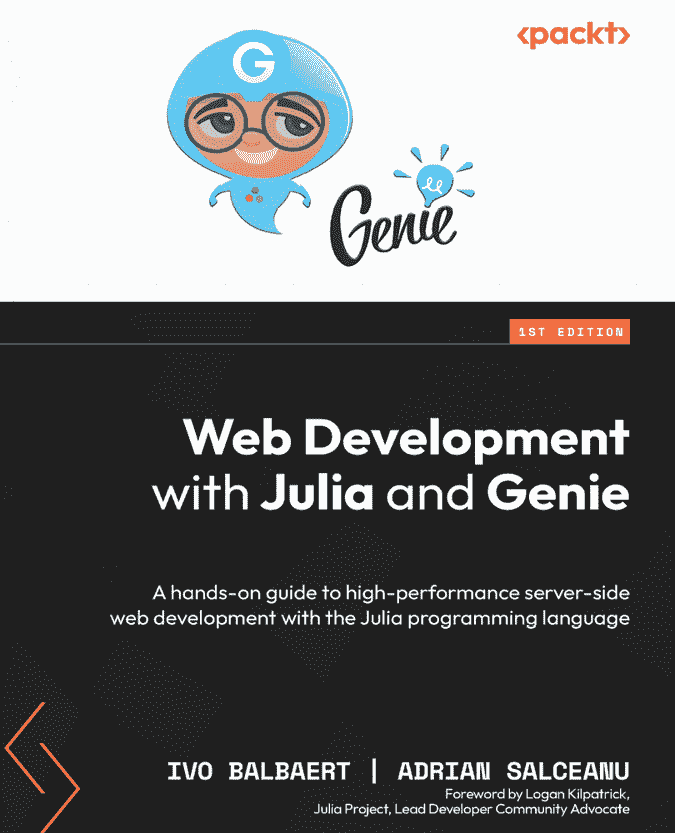 <packt>
G
Genie
1ST EDITION
Web Development
with Julia and Genie
A hands-on guide to high-performance server-side
web development with the Julia programming language
IVO BALBAERT | ADRIAN SALCEANU
Foreword by Logan Kilpatrick,
Julia Project, Lead Developer Community Advocate